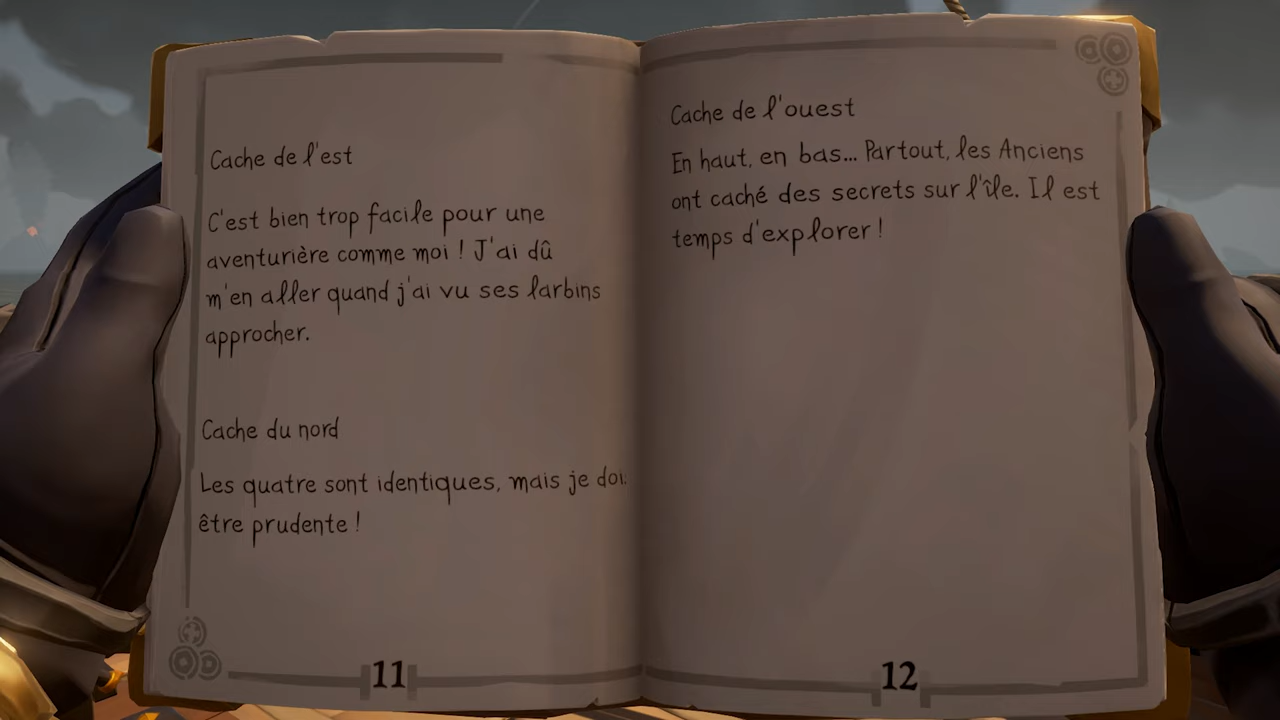 Cache de l'est
C'est bien trop facile pour une
aventurière comme moi ! J'ai dû
m'en aller quand j'ai vu ses larbins
approcher.
Cache du nord
Les quatre sont identiques, mais je
être prudente !
11
Cache de l'ouest
En haut, en bas... Partout, les Anciens
ont caché des secrets sur l'île. Il est
temps d'explorer !
12